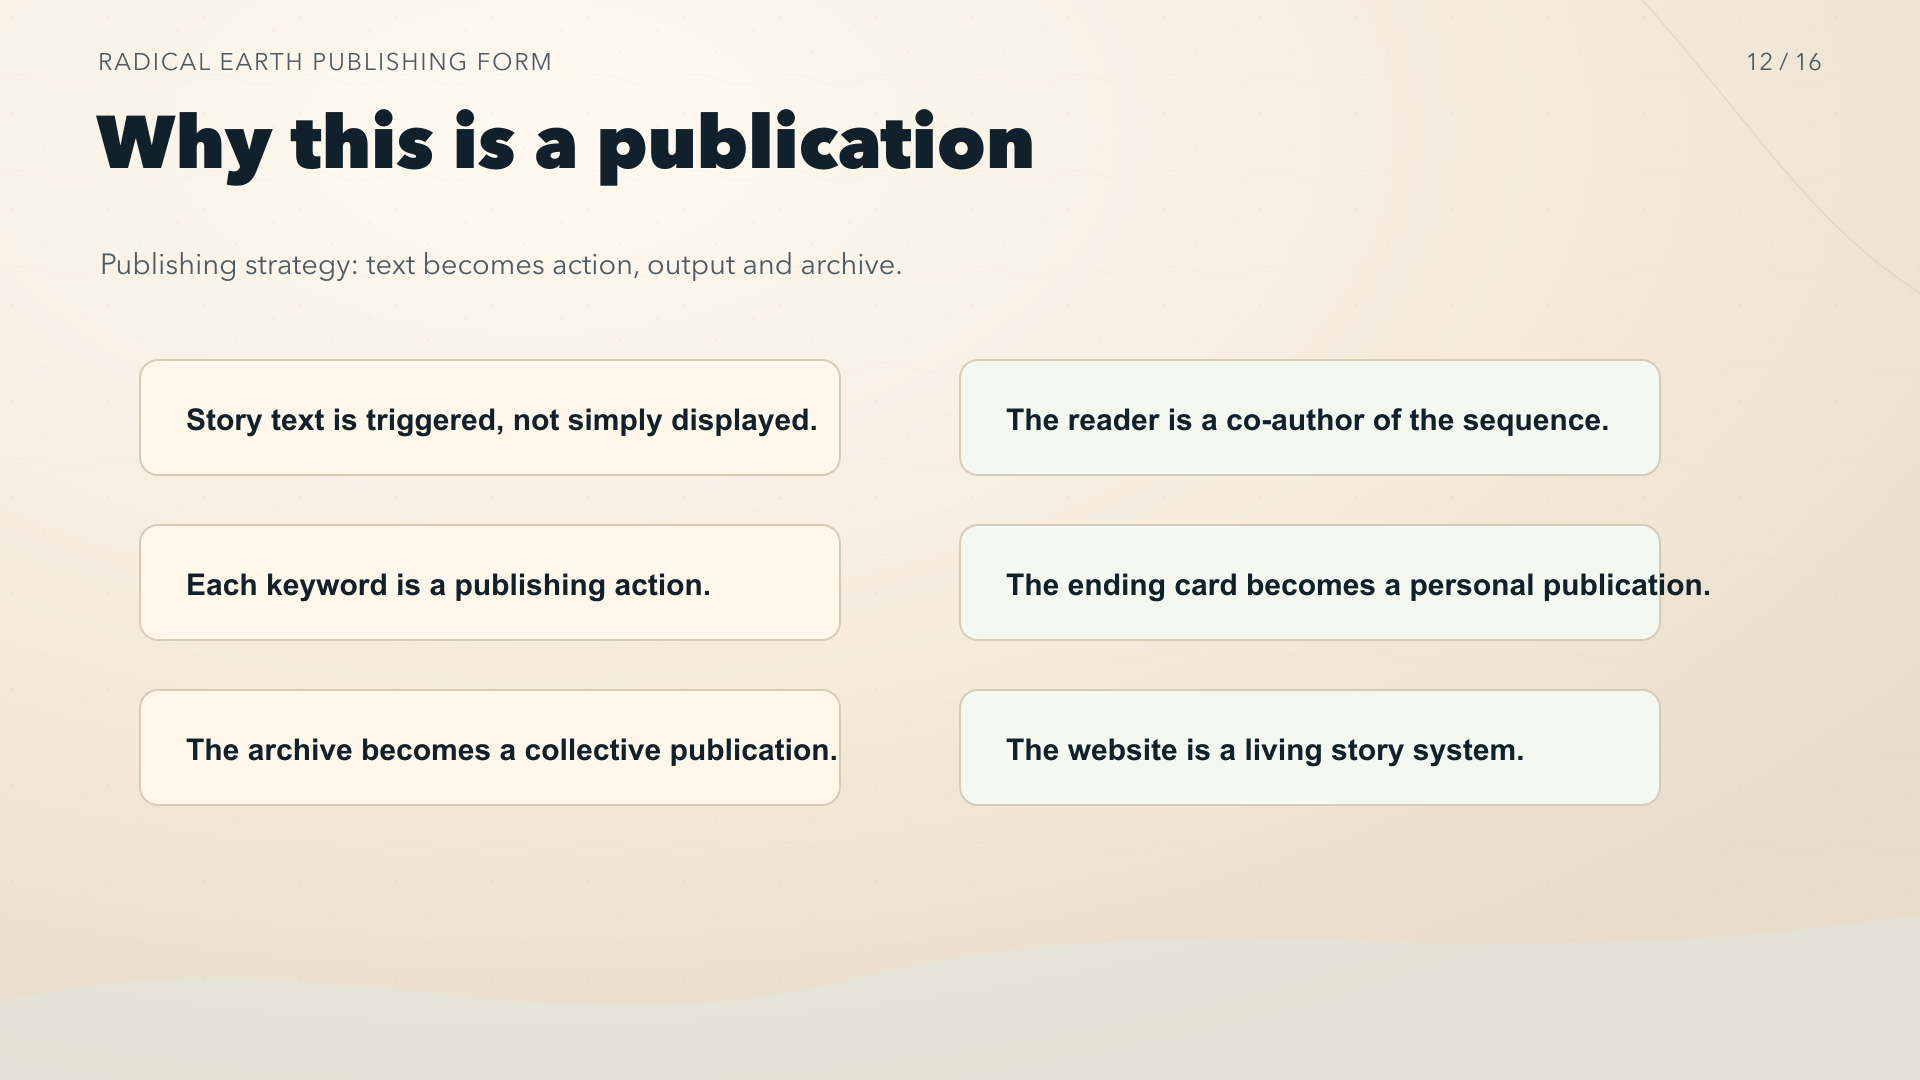 RADICAL EARTH PUBLISHING FORM
12 / 16
Why this is a publication
Publishing strategy: text becomes action, output and archive.
Story text is triggered, not simply displayed.
The reader is a co-author of the sequence.
Each keyword is a publishing action.
The ending card becomes a personal publication.
The archive becomes a collective publication.
The website is a living story system.